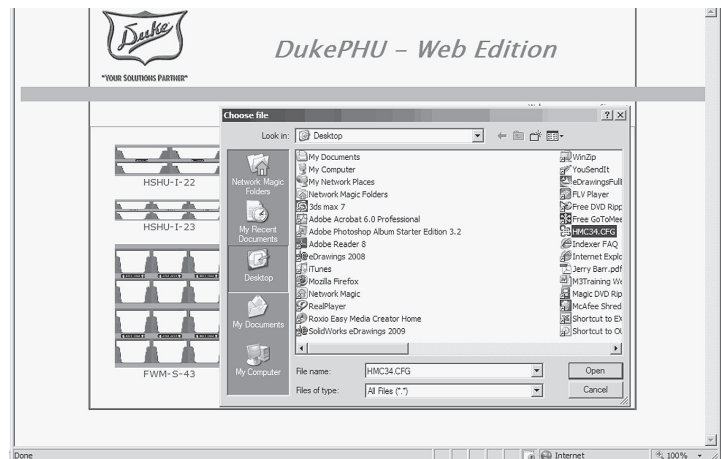 Duke
"YOUR SOLUTIONS PARTNER"
DukePHU - Web Edition
Choose file
Look in:
Desktop
Network Magic Folders
My Recent Documents
Desktop
My Documents
My Computer
My Documents
My Computer
My Network Places
Network Magic Folders
3ds max 7
Adobe Acrobat 6.0 Professional
Adobe Photoshop Album Starter Edition 3.2
Adobe Reader 8
eDrawings 2008
iTunes
Mozilla Firefox
Network Magic
RealPlayer
Roxio Easy Media Creator Home
SolidWorks eDrawings 2009
WinZip
YouSendIt
eDrawingsFull
FLV Player
Free DVD Ripp
Free GoToMee
HMC34.CFG
Indexer FAQ
Internet Explo
Jerry Barr.pdf
M3Training We
Magic DVD Rip
McAfee Shred
Shortcut to EX
Shortcut to OU
File name:
HMC34.CFG
Open
Files of type:
All Files (*.*)
Cancel
HSHU-I-22
HSHU-I-23
FWM-S-43
Done
Internet
100%